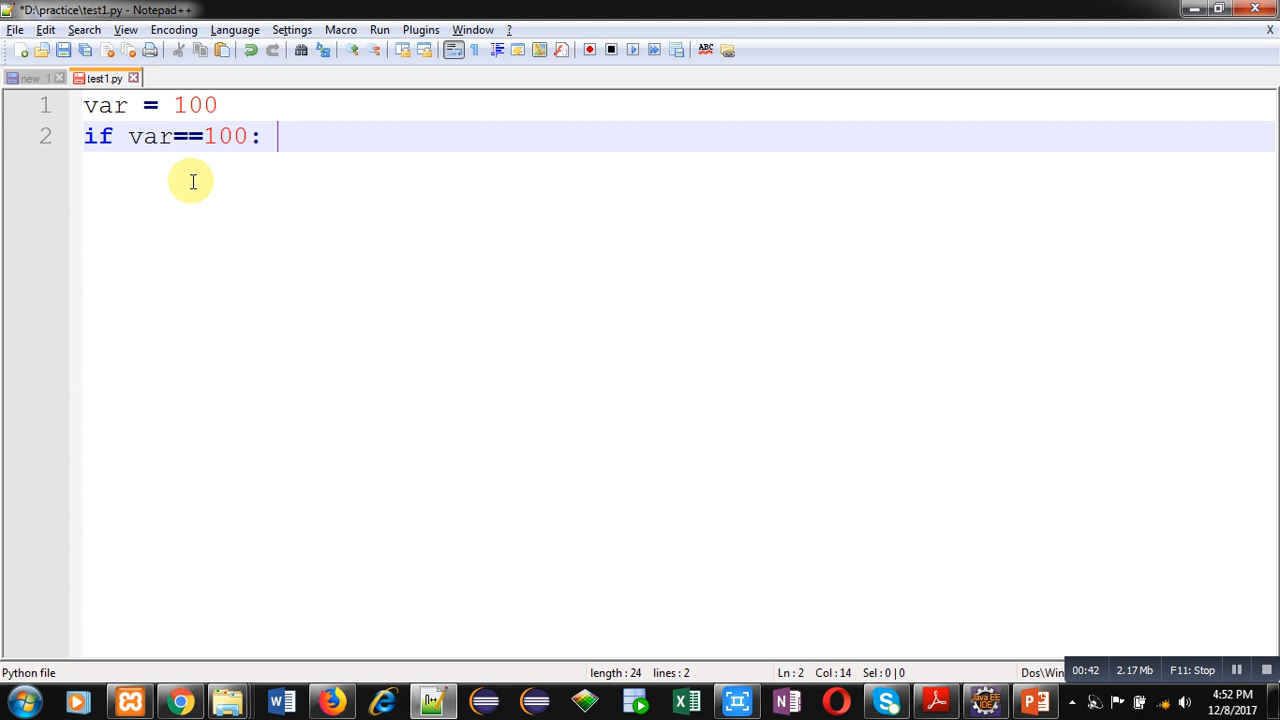 *D:\practice\test1.py - Notepad++
File Edit Search View Encoding Language Settings Macro Run Plugins Window ? X
ABC
new 1 test1.py
1 var = 100
2 if var==100:
Python file length : 24 lines : 2 Ln : 2 Col : 14 Sel : 0 | 0 Dos\Win 00:42 2.17 Mb F11: Stop
4:52 PM
12/8/2017